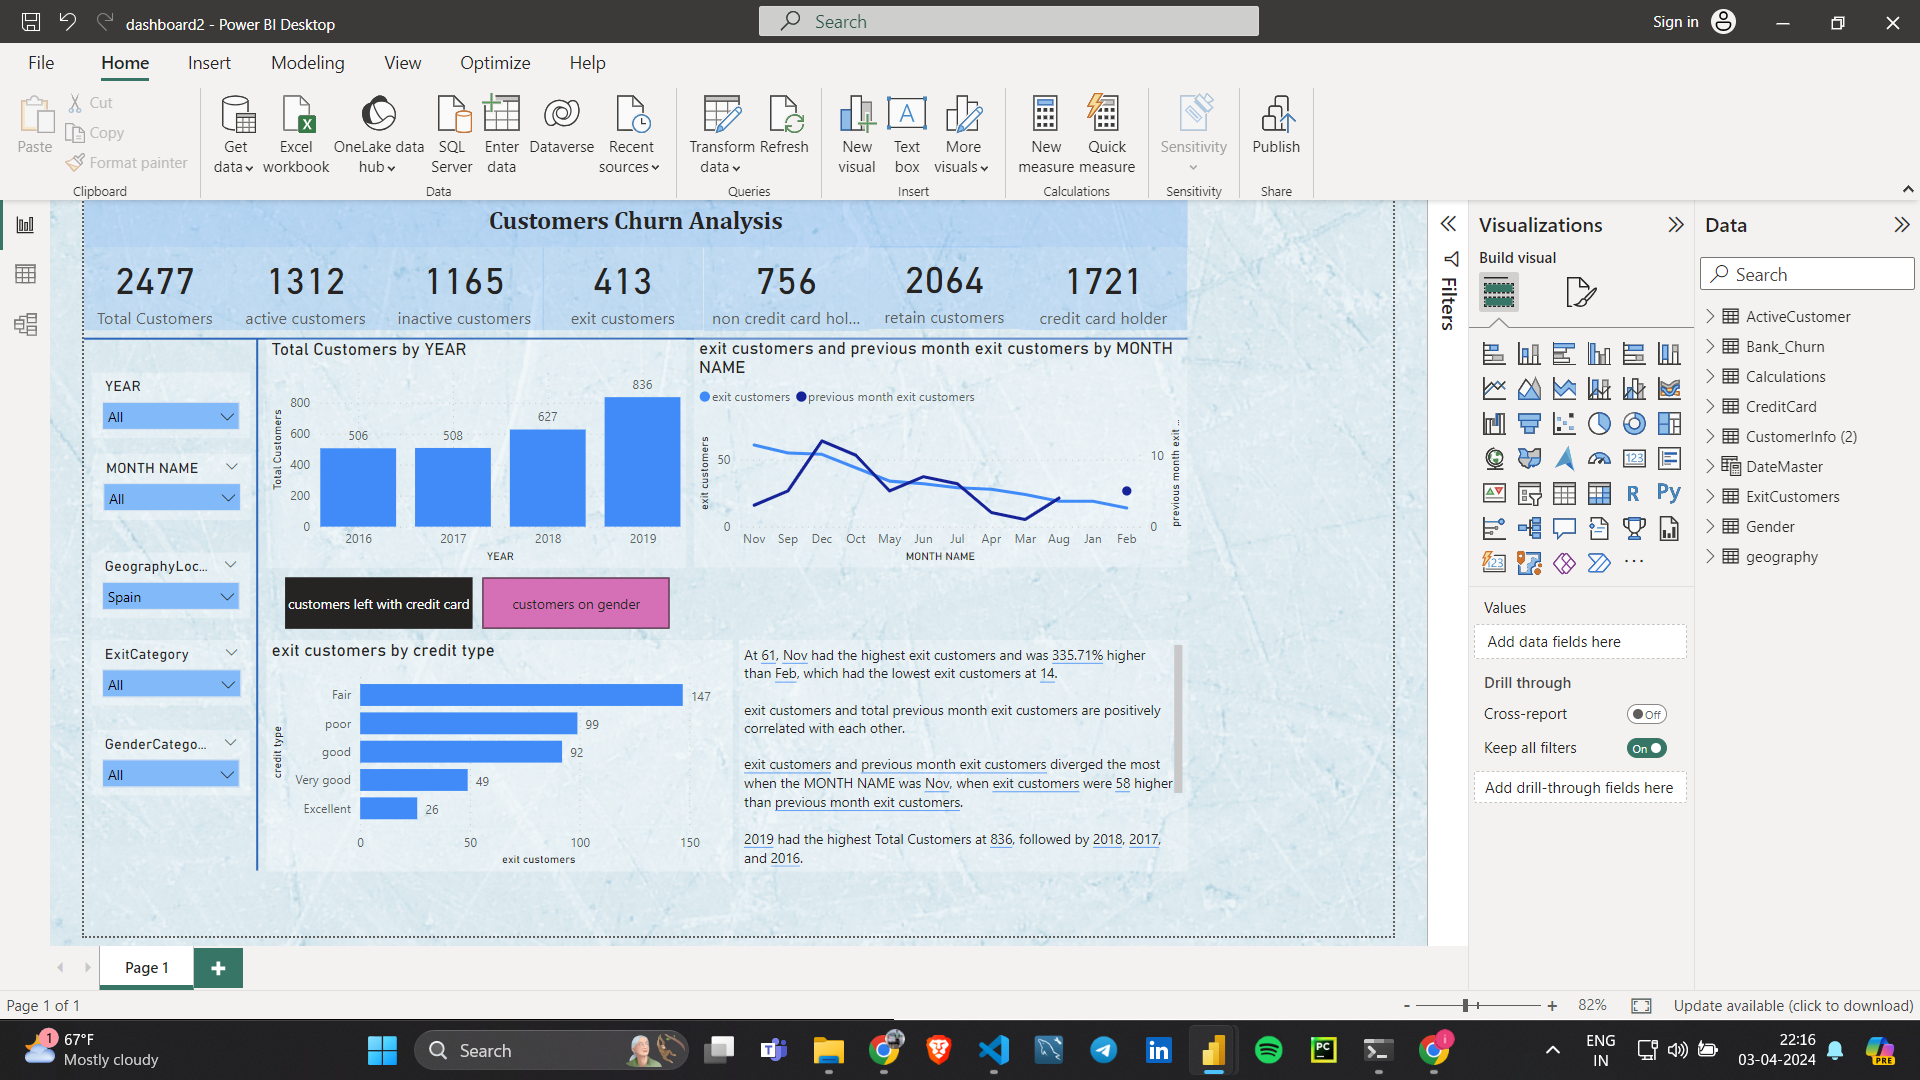 dashboard2 - Power BI Desktop
Search
Sign in
File
Home
Insert
Modeling
View
Optimize
Help
Paste
Cut
Copy
Format painter
Clipboard
Get data
Excel workbook
OneLake data hub
SQL Server
Enter data
Dataverse
Recent sources
Data
Transform data
Refresh
Queries
New visual
Text box
More visuals
Insert
New measure
Quick measure
Calculations
Sensitivity
Sensitivity
Publish
Share
Customers Churn Analysis
2477
Total Customers
1312
active customers
1165
inactive customers
413
exit customers
756
non credit card hol...
2064
retain customers
1721
credit card holder
YEAR
All
MONTH NAME
All
GeographyLoc...
Spain
ExitCategory
All
GenderCatego...
All
Total Customers by YEAR
Total Customers
800
600
400
200
0
506
508
627
836
2016
2017
2018
2019
YEAR
exit customers and previous month exit customers by MONTH
NAME
exit customers
previous month exit customers
exit customers
50
0
10
0
previous month exit ...
Nov
Sep
Dec
Oct
May
Jun
Jul
Apr
Mar
Aug
Jan
Feb
MONTH NAME
customers left with credit card
customers on gender
exit customers by credit type
credit type
Fair
147
poor
99
good
92
Very good
49
Excellent
26
0
50
100
150
exit customers
At 61, Nov had the highest exit customers and was 335.71% higher
than Feb, which had the lowest exit customers at 14.
exit customers and total previous month exit customers are positively
correlated with each other.
exit customers and previous month exit customers diverged the most
when the MONTH NAME was Nov, when exit customers were 58 higher
than previous month exit customers.
2019 had the highest Total Customers at 836, followed by 2018, 2017,
and 2016.
Filters
Visualizations
Build visual
123
R
Py
123
Values
Add data fields here
Drill through
Cross-report
Off
Keep all filters
On
Add drill-through fields here
Data
Search
ActiveCustomer
Bank_Churn
Calculations
CreditCard
CustomerInfo (2)
DateMaster
ExitCustomers
Gender
geography
Page 1
Page 1 of 1
82%
Update available (click to download)
1
67°F
Mostly cloudy
Search
PC
ENG
IN
22:16
03-04-2024
PRE